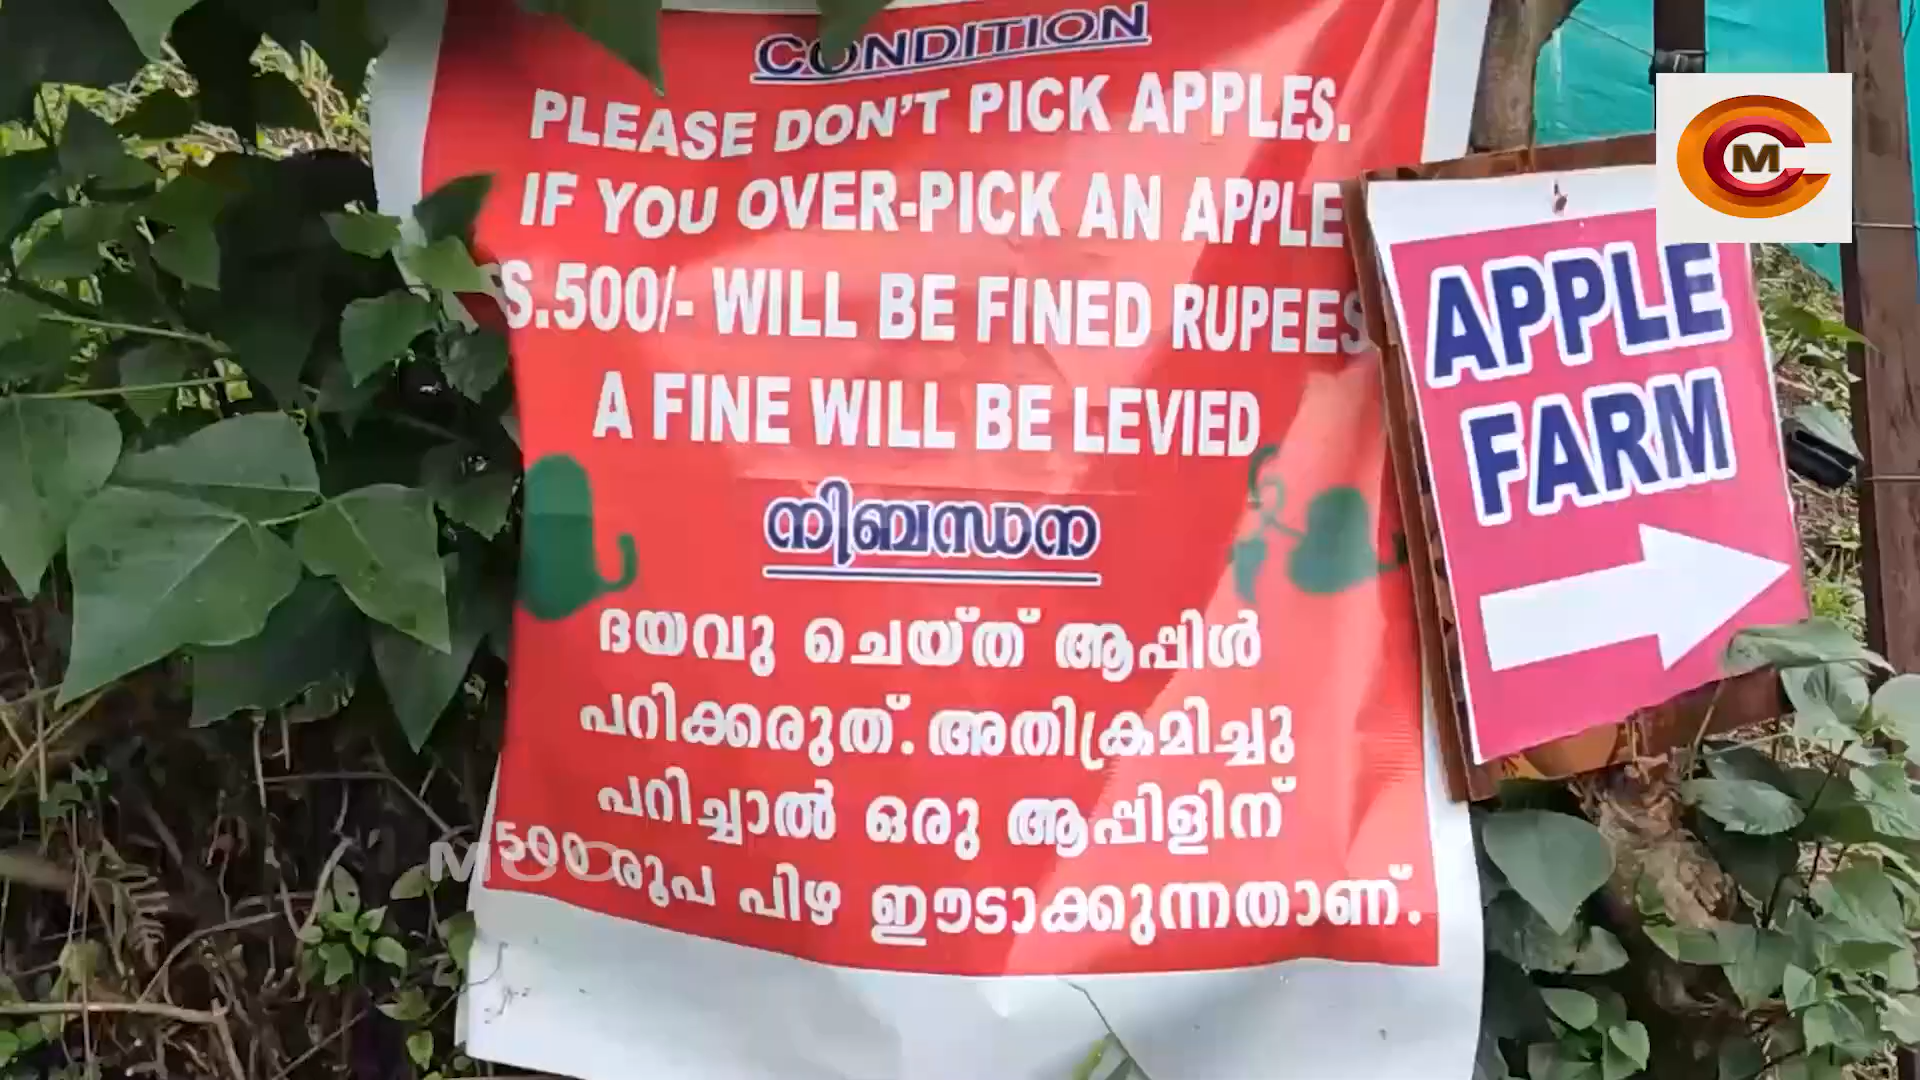 CONDITION
PLEASE DON'T PICK APPLES.
IF YOU OVER-PICK AN APPLE
S.500/- WILL BE FINED RUPEES
A FINE WILL BE LEVIED
നിബന്ധന
ദയവു ചെയ്ത് ആപ്പിൾ
പറിക്കരുത്. അതിക്രമിച്ചു
പറിച്ചാൽ ഒരു ആപ്പിളിന്
500 രൂപ പിഴ ഈടാക്കുന്നതാണ്.
APPLE
FARM
CM